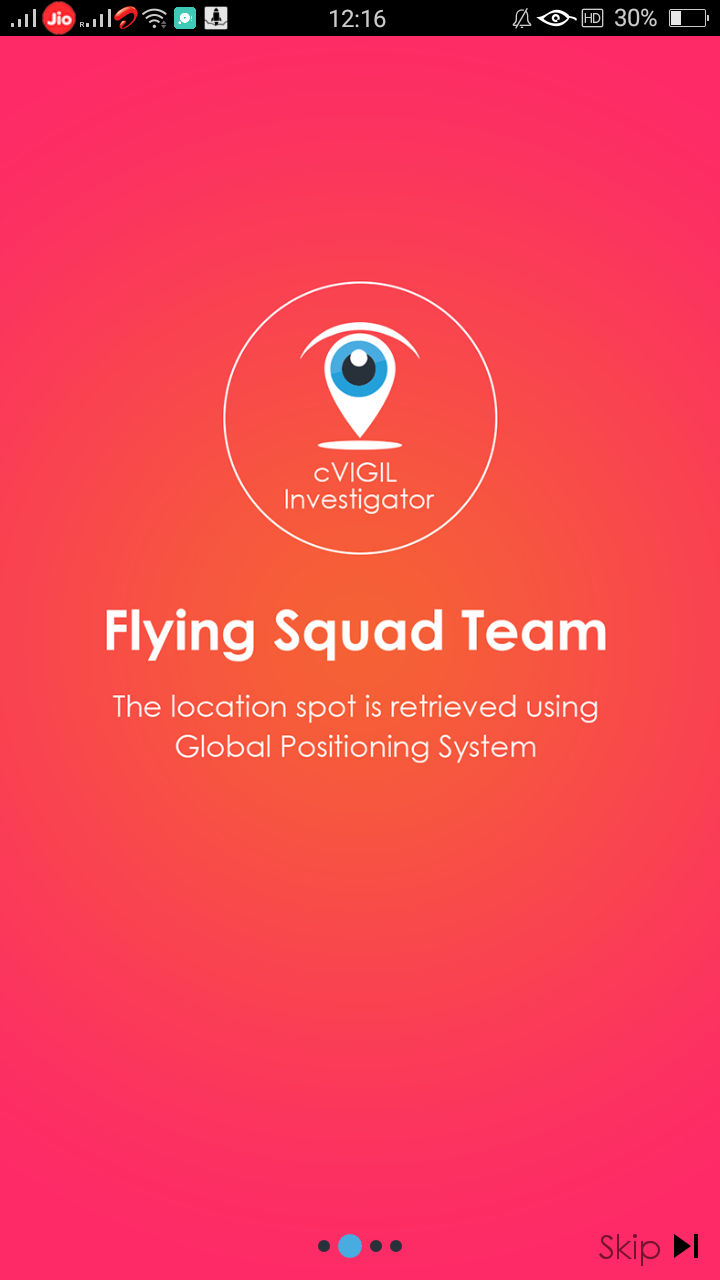 Jio R 12:16 HD 30%
cVIGIL
Investigator
Flying Squad Team
The location spot is retrieved using
Global Positioning System
Skip